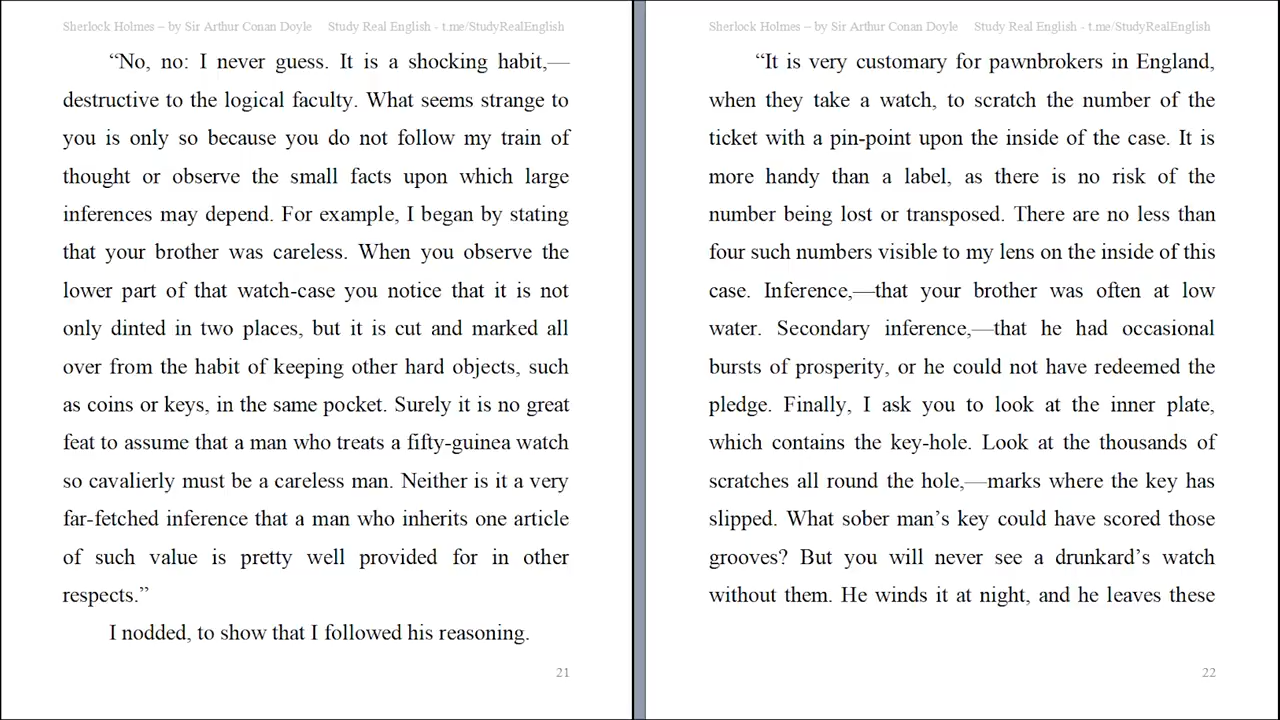 Sherlock Holmes – by Sir Arthur Conan Doyle Study Real English - t.me/StudyRealEnglish
“No, no: I never guess. It is a shocking habit,—
destructive to the logical faculty. What seems strange to
you is only so because you do not follow my train of
thought or observe the small facts upon which large
inferences may depend. For example, I began by stating
that your brother was careless. When you observe the
lower part of that watch-case you notice that it is not
only dinted in two places, but it is cut and marked all
over from the habit of keeping other hard objects, such
as coins or keys, in the same pocket. Surely it is no great
feat to assume that a man who treats a fifty-guinea watch
so cavalierly must be a careless man. Neither is it a very
far-fetched inference that a man who inherits one article
of such value is pretty well provided for in other
respects.”
I nodded, to show that I followed his reasoning.
21
Sherlock Holmes – by Sir Arthur Conan Doyle Study Real English - t.me/StudyRealEnglish
“It is very customary for pawnbrokers in England,
when they take a watch, to scratch the number of the
ticket with a pin-point upon the inside of the case. It is
more handy than a label, as there is no risk of the
number being lost or transposed. There are no less than
four such numbers visible to my lens on the inside of this
case. Inference,—that your brother was often at low
water. Secondary inference,—that he had occasional
bursts of prosperity, or he could not have redeemed the
pledge. Finally, I ask you to look at the inner plate,
which contains the key-hole. Look at the thousands of
scratches all round the hole,—marks where the key has
slipped. What sober man’s key could have scored those
grooves? But you will never see a drunkard’s watch
without them. He winds it at night, and he leaves these
22